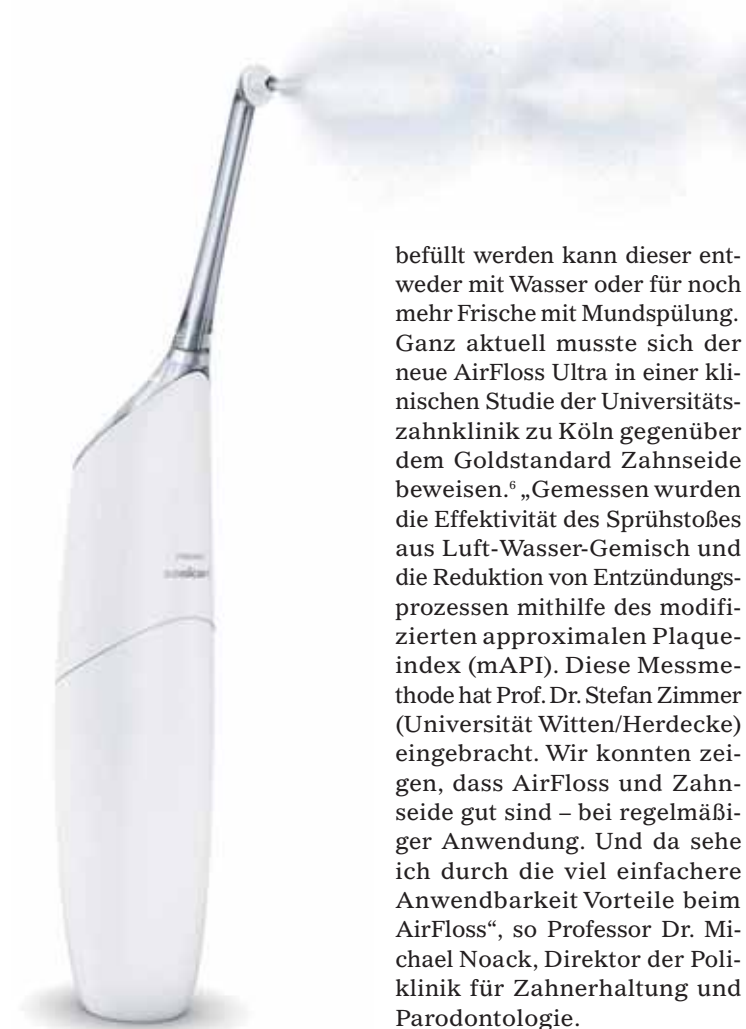 befüllt werden kann dieser ent-
weder mit Wasser oder für noch
mehr Frische mit Mundspülung.
Ganz aktuell musste sich der
neue AirFloss Ultra in einer kli-
nischen Studie der Universitäts-
zahnklinik zu Köln gegenüber
dem Goldstandard Zahnseide
beweisen.⁶ „Gemessen wurden
die Effektivität des Sprühstoßes
aus Luft-Wasser-Gemisch und
die Reduktion von Entzündungs-
prozessen mithilfe des modifi-
zierten approximalen Plaque-
index (mAPI). Diese Messme-
thode hat Prof. Dr. Stefan Zimmer
(Universität Witten/Herdecke)
eingebracht. Wir konnten zei-
gen, dass AirFloss und Zahn-
seide gut sind – bei regelmäßi-
ger Anwendung. Und da sehe
ich durch die viel einfachere
Anwendbarkeit Vorteile beim
AirFloss“, so Professor Dr. Mi-
chael Noack, Direktor der Poli-
klinik für Zahnerhaltung und
Parodontologie.